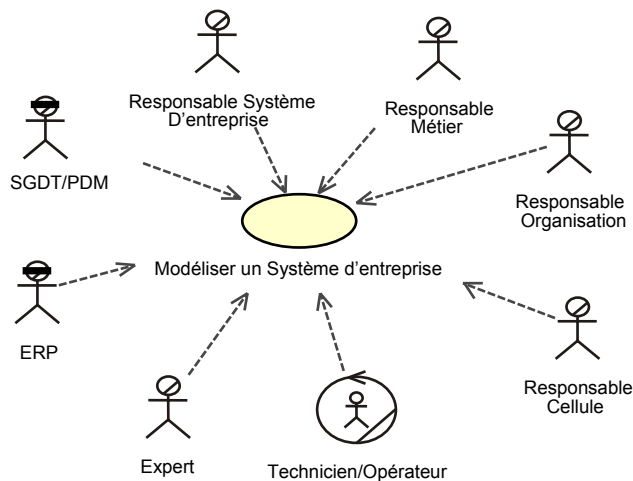 Responsable Système
D'entreprise
Responsable
Métier
SGDT/PDM
Responsable
Organisation
Modéliser un Système d'entreprise
ERP
Responsable
Cellule
Expert
Technicien/Opérateur